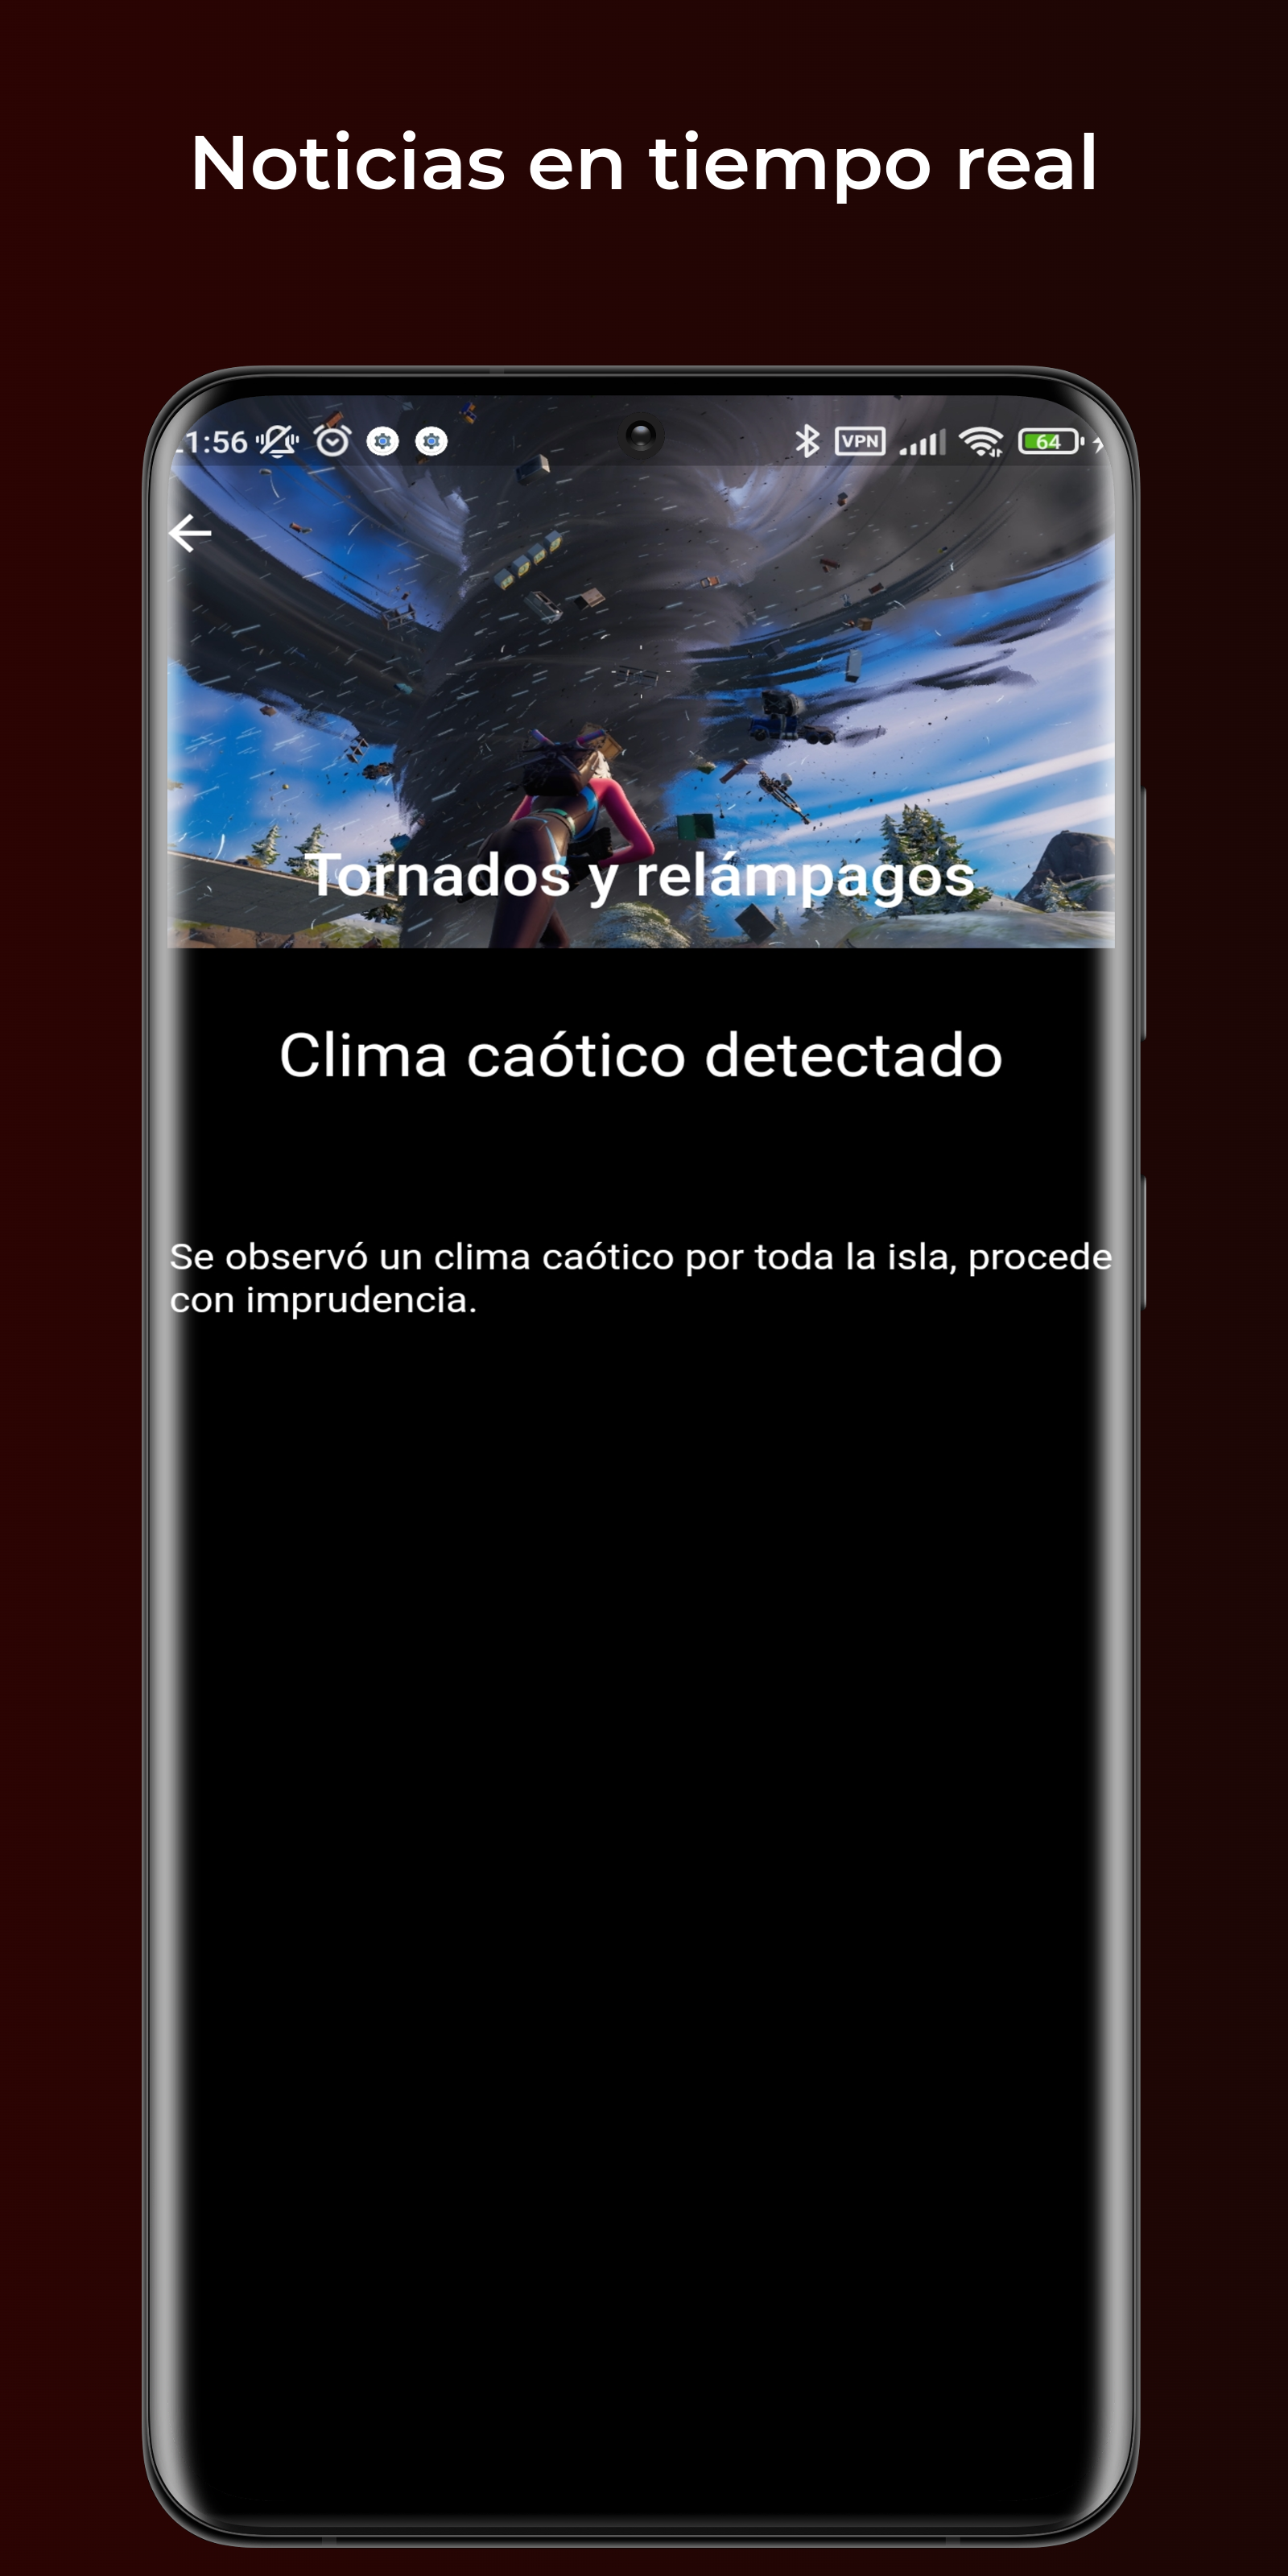 Noticias en tiempo real
1:56
VPN
64
Tornados y relámpagos
Clima caótico detectado
Se observó un clima caótico por toda la isla, procede
con imprudencia.